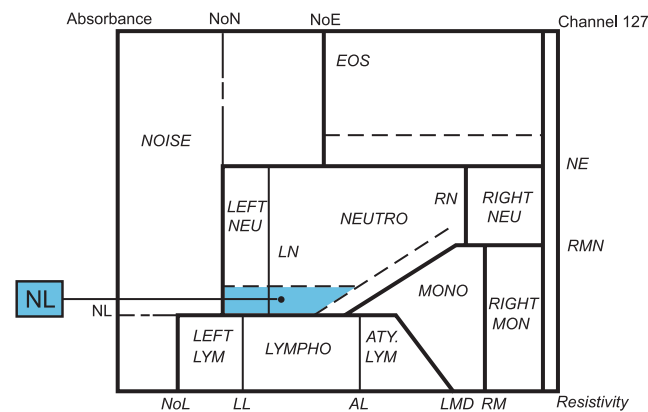 Absorbance NoN NoE Channel 127
EOS
NOISE
NE
LEFT
NEU
NEUTRO
RN
RIGHT
NEU
LN
RMN
NL
NL
MONO
RIGHT
MON
LEFT
LYM
LYMPHO
ATY.
LYM
NoL LL AL LMD RM Resistivity